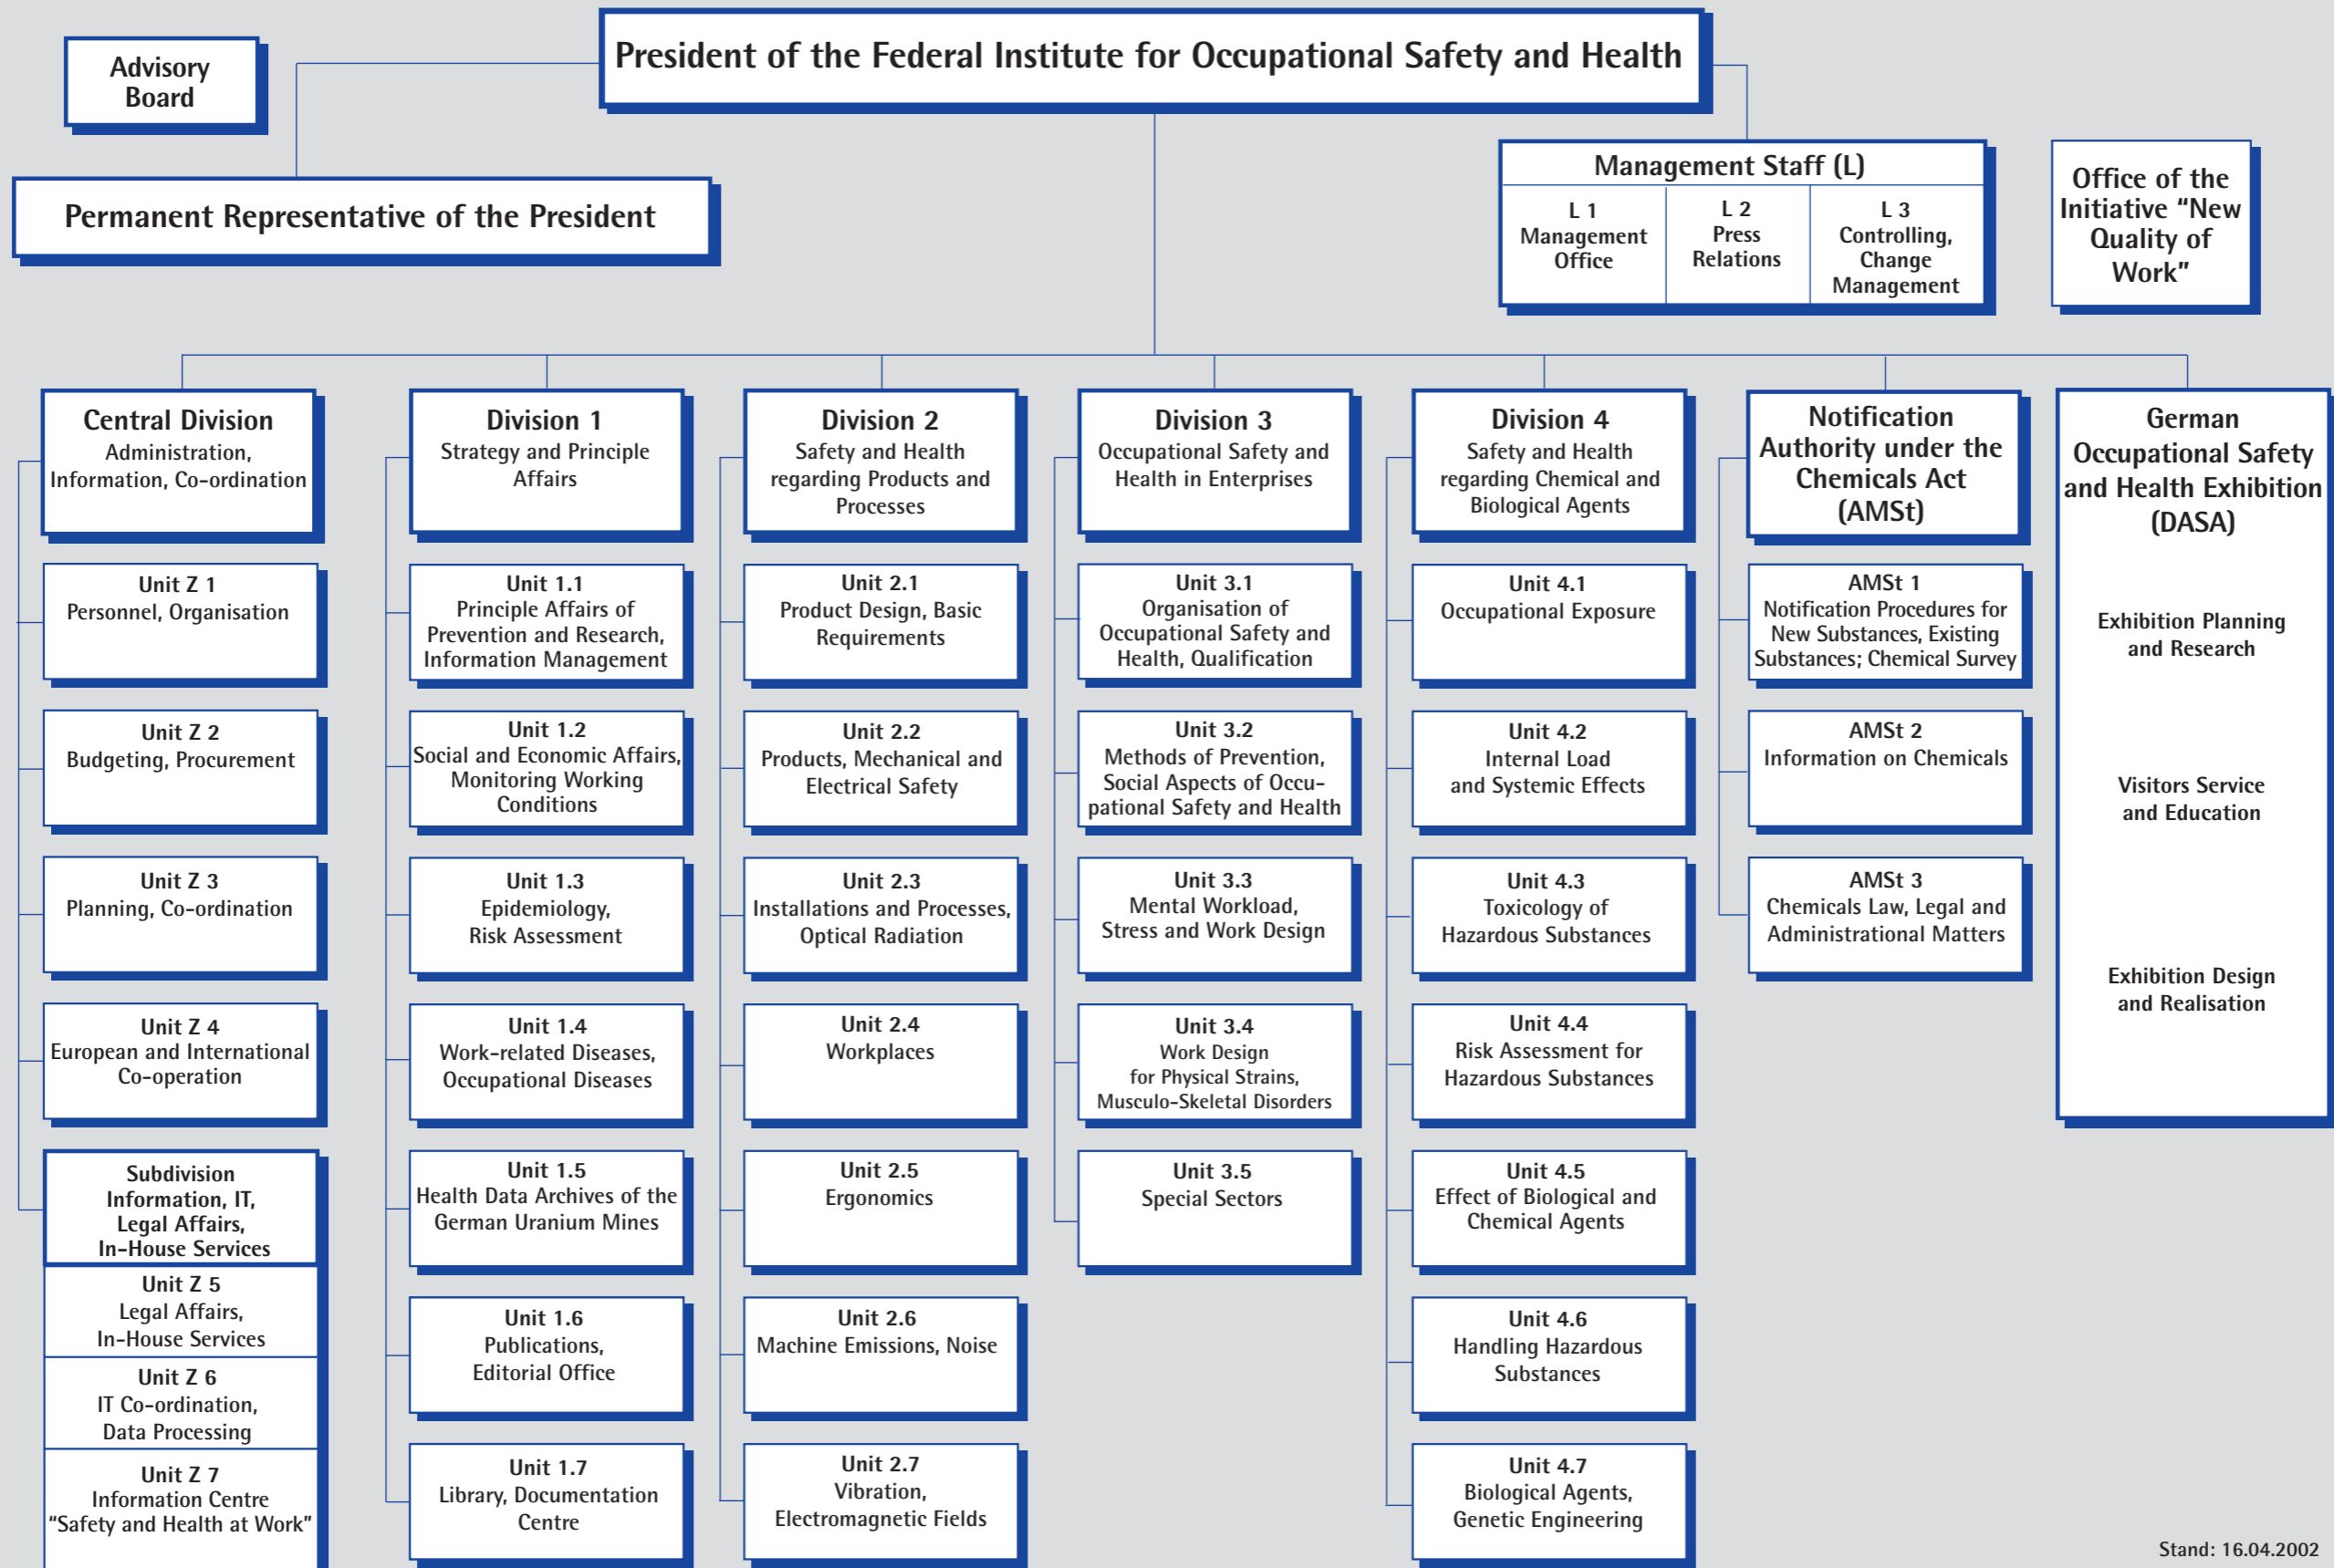 Advisory
Board
President of the Federal Institute for Occupational Safety and Health
Permanent Representative of the President
Management Staff (L)
L 1
Management
Office
L 2
Press
Relations
L 3
Controlling,
Change
Management
Office of the
Initiative “New
Quality of
Work”
Central Division
Administration,
Information, Co-ordination
Unit Z 1
Personnel, Organisation
Unit Z 2
Budgeting, Procurement
Unit Z 3
Planning, Co-ordination
Unit Z 4
European and International
Co-operation
Subdivision
Information, IT,
Legal Affairs,
In-House Services
Unit Z 5
Legal Affairs,
In-House Services
Unit Z 6
IT Co-ordination,
Data Processing
Unit Z 7
Information Centre
“Safety and Health at Work”
Division 1
Strategy and Principle
Affairs
Unit 1.1
Principle Affairs of
Prevention and Research,
Information Management
Unit 1.2
Social and Economic Affairs,
Monitoring Working
Conditions
Unit 1.3
Epidemiology,
Risk Assessment
Unit 1.4
Work-related Diseases,
Occupational Diseases
Unit 1.5
Health Data Archives of the
German Uranium Mines
Unit 1.6
Publications,
Editorial Office
Unit 1.7
Library, Documentation
Centre
Division 2
Safety and Health
regarding Products and
Processes
Unit 2.1
Product Design, Basic
Requirements
Unit 2.2
Products, Mechanical and
Electrical Safety
Unit 2.3
Installations and Processes,
Optical Radiation
Unit 2.4
Workplaces
Unit 2.5
Ergonomics
Unit 2.6
Machine Emissions, Noise
Unit 2.7
Vibration,
Electromagnetic Fields
Division 3
Occupational Safety and
Health in Enterprises
Unit 3.1
Organisation of
Occupational Safety and
Health, Qualification
Unit 3.2
Methods of Prevention,
Social Aspects of Occu-
pational Safety and Health
Unit 3.3
Mental Workload,
Stress and Work Design
Unit 3.4
Work Design
for Physical Strains,
Musculo-Skeletal Disorders
Unit 3.5
Special Sectors
Division 4
Safety and Health
regarding Chemical and
Biological Agents
Unit 4.1
Occupational Exposure
Unit 4.2
Internal Load
and Systemic Effects
Unit 4.3
Toxicology of
Hazardous Substances
Unit 4.4
Risk Assessment for
Hazardous Substances
Unit 4.5
Effect of Biological and
Chemical Agents
Unit 4.6
Handling Hazardous
Substances
Unit 4.7
Biological Agents,
Genetic Engineering
Notification
Authority under the
Chemicals Act
(AMSt)
AMSt 1
Notification Procedures for
New Substances, Existing
Substances; Chemical Survey
AMSt 2
Information on Chemicals
AMSt 3
Chemicals Law, Legal and
Administrational Matters
German
Occupational Safety
and Health Exhibition
(DASA)
Exhibition Planning
and Research
Visitors Service
and Education
Exhibition Design
and Realisation
Stand: 16.04.2002